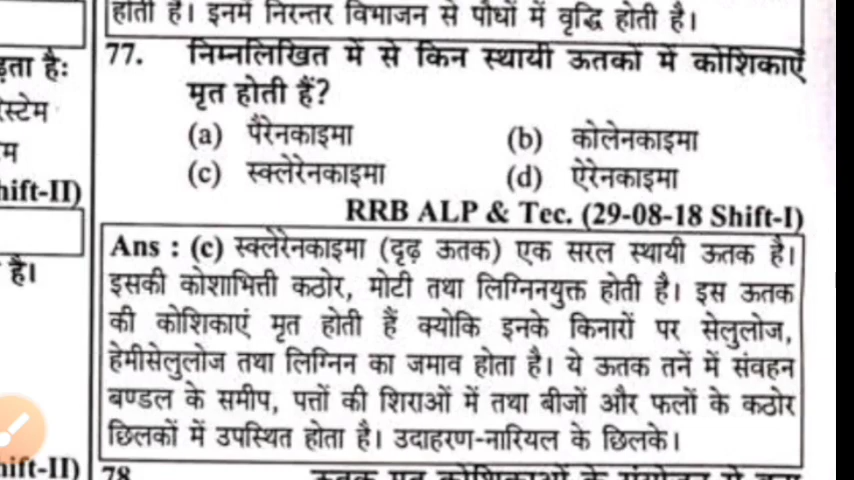 होती है। इनमें निरन्तर विभाजन से पौधों में वृद्धि होती है।
ड़ता हैः
स्टेम
म
hift-II)
है।
hift-II)
77. निम्नलिखित में से किन स्थायी ऊतकों में कोशिकाएँ
मृत होती हैं?
(a) पैरेनकाइमा (b) कोलेनकाइमा
(c) स्क्लेरेनकाइमा (d) ऐरेनकाइमा
RRB ALP & Tec. (29-08-18 Shift-I)
Ans : (c) स्क्लेरेनकाइमा (दृढ़ ऊतक) एक सरल स्थायी ऊतक है।
इसकी कोशाभित्ती कठोर, मोटी तथा लिग्निनयुक्त होती है। इस ऊतक
की कोशिकाएं मृत होती हैं क्योकि इनके किनारों पर सेलुलोज,
हेमीसेलुलोज तथा लिग्निन का जमाव होता है। ये ऊतक तनें में संवहन
बण्डल के समीप, पत्तों की शिराओं में तथा बीजों और फलों के कठोर
छिलकों में उपस्थित होता है। उदाहरण-नारियल के छिलके।
78